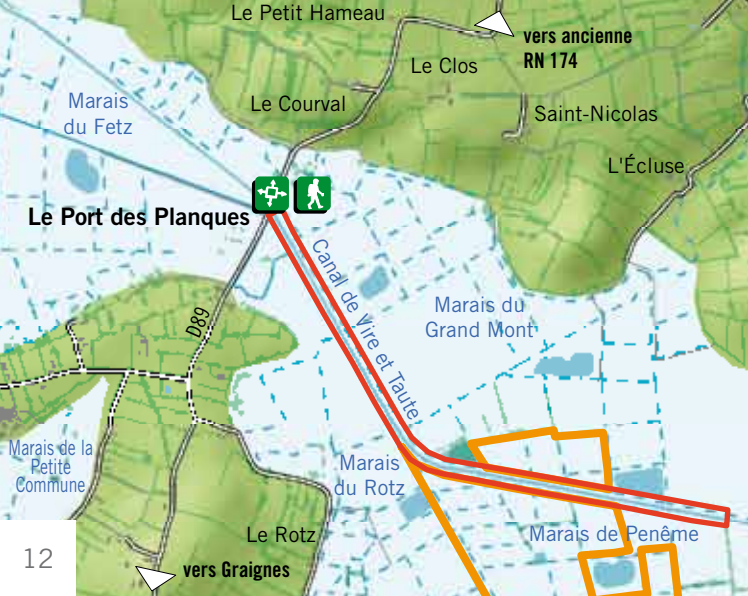 Le Petit Hameau
vers ancienne
RN 174
Le Clos
Marais
du Fetz
Le Courval
Saint-Nicolas
L'Écluse
Le Port des Planques
Canal de Vire et Taute
Marais du
Grand Mont
D89
Marais de la
Petite
Commune
Marais
du Rotz
Le Rotz
Marais de Penême
12
vers Graignes